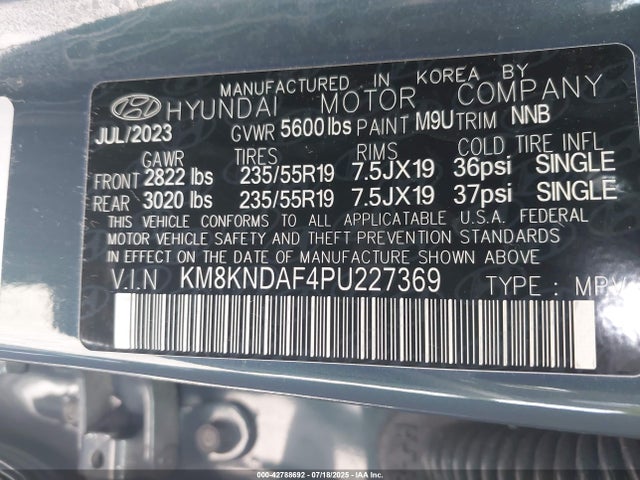 MANUFACTURED IN KOREA BY
HYUNDAI MOTOR COMPANY
JUL/2023 GVWR 5600 lbs PAINT M9U TRIM NNB
GAWR TIRES RIMS COLD TIRE INFL
FRONT 2822 lbs 235/55R19 7.5JX19 36psi SINGLE
REAR 3020 lbs 235/55R19 7.5JX19 37psi SINGLE
THIS VEHICLE CONFORMS TO ALL APPLICABLE U.S.A. FEDERAL
MOTOR VEHICLE SAFETY AND THEFT PREVENTION STANDARDS
IN EFFECT ON THE DATE OF MANUFACTURE SHOWN ABOVE
V.I.N KM8KNDAF4PU227369 TYPE : MPV
000-42788692 - 07/18/2025 - IAA Inc.